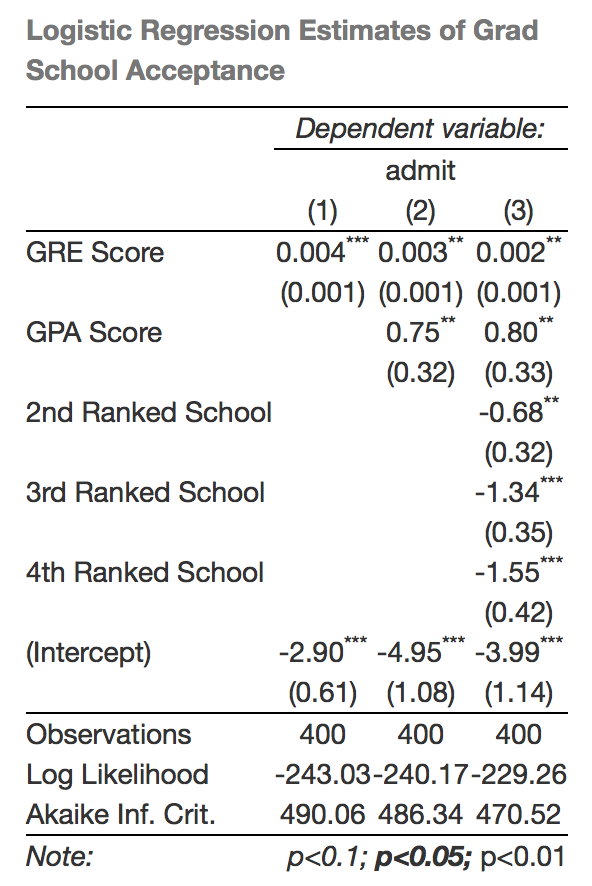 Logistic Regression Estimates of Grad
School Acceptance
Dependent variable:
admit
(1) (2) (3)
GRE Score 0.004*** 0.003** 0.002**
(0.001) (0.001) (0.001)
GPA Score 0.75** 0.80**
(0.32) (0.33)
2nd Ranked School -0.68**
(0.32)
3rd Ranked School -1.34***
(0.35)
4th Ranked School -1.55***
(0.42)
(Intercept) -2.90*** -4.95*** -3.99***
(0.61) (1.08) (1.14)
Observations 400 400 400
Log Likelihood -243.03 -240.17 -229.26
Akaike Inf. Crit. 490.06 486.34 470.52
Note: p<0.1; p<0.05; p<0.01